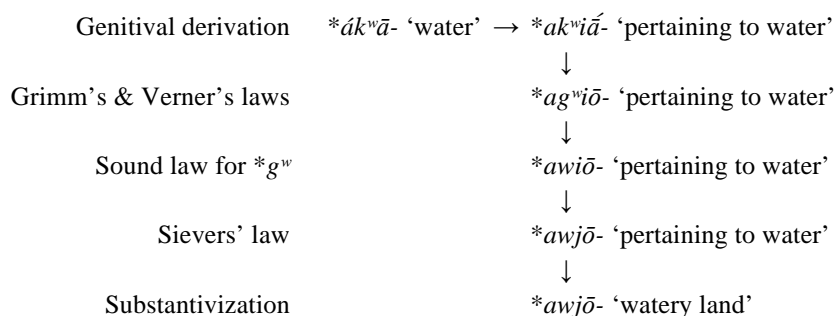 Genitival derivation *ákʷā- ‘water’ → *akʷiā́- ‘pertaining to water’
↓
Grimm’s & Verner’s laws *agʷiō- ‘pertaining to water’
↓
Sound law for *gʷ *awiō- ‘pertaining to water’
↓
Sievers’ law *awjō- ‘pertaining to water’
↓
Substantivization *awjō- ‘watery land’